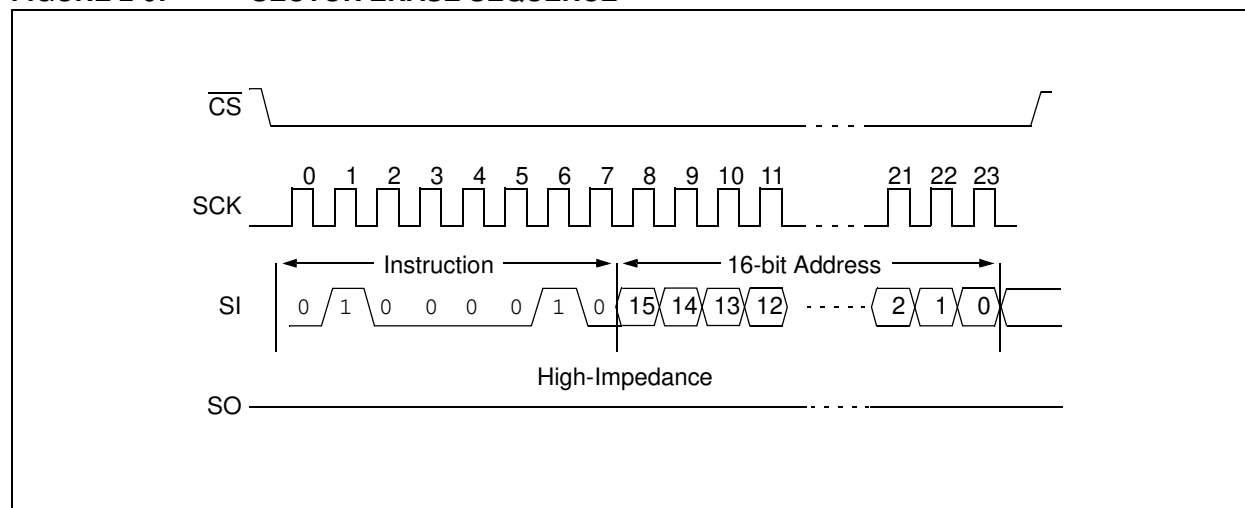 CS
0 1 2 3 4 5 6 7 8 9 10 11 21 22 23
SCK
Instruction 16-bit Address
SI 0 1 0 0 0 0 1 0 15 14 13 12 2 1 0
High-Impedance
SO